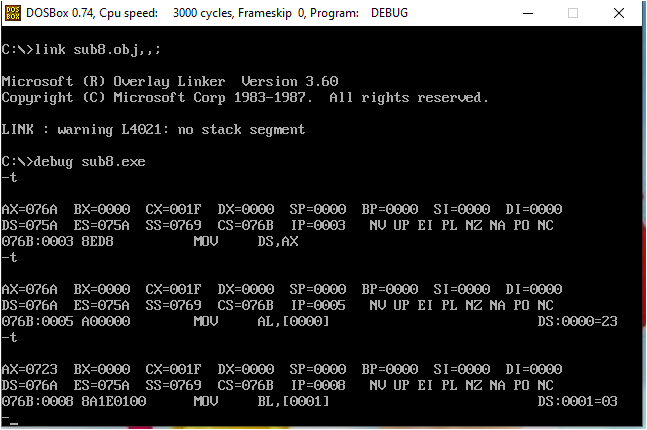 DOS
BOX
DOSBox 0.74, Cpu speed: 3000 cycles, Frameskip 0, Program: DEBUG
C:\>link sub8.obj,,;
Microsoft (R) Overlay Linker Version 3.60
Copyright (C) Microsoft Corp 1983-1987. All rights reserved.
LINK : warning L4021: no stack segment
C:\>debug sub8.exe
-t
AX=076A BX=0000 CX=001F DX=0000 SP=0000 BP=0000 SI=0000 DI=0000
DS=075A ES=075A SS=0769 CS=076B IP=0003 NV UP EI PL NZ NA PO NC
076B:0003 8ED8 MOV DS,AX
-t
AX=076A BX=0000 CX=001F DX=0000 SP=0000 BP=0000 SI=0000 DI=0000
DS=076A ES=075A SS=0769 CS=076B IP=0005 NV UP EI PL NZ NA PO NC
076B:0005 A00000 MOV AL,[0000] DS:0000=23
-t
AX=0723 BX=0000 CX=001F DX=0000 SP=0000 BP=0000 SI=0000 DI=0000
DS=076A ES=075A SS=0769 CS=076B IP=0008 NV UP EI PL NZ NA PO NC
076B:0008 8A1E0100 MOV BL,[0001] DS:0001=03
-_